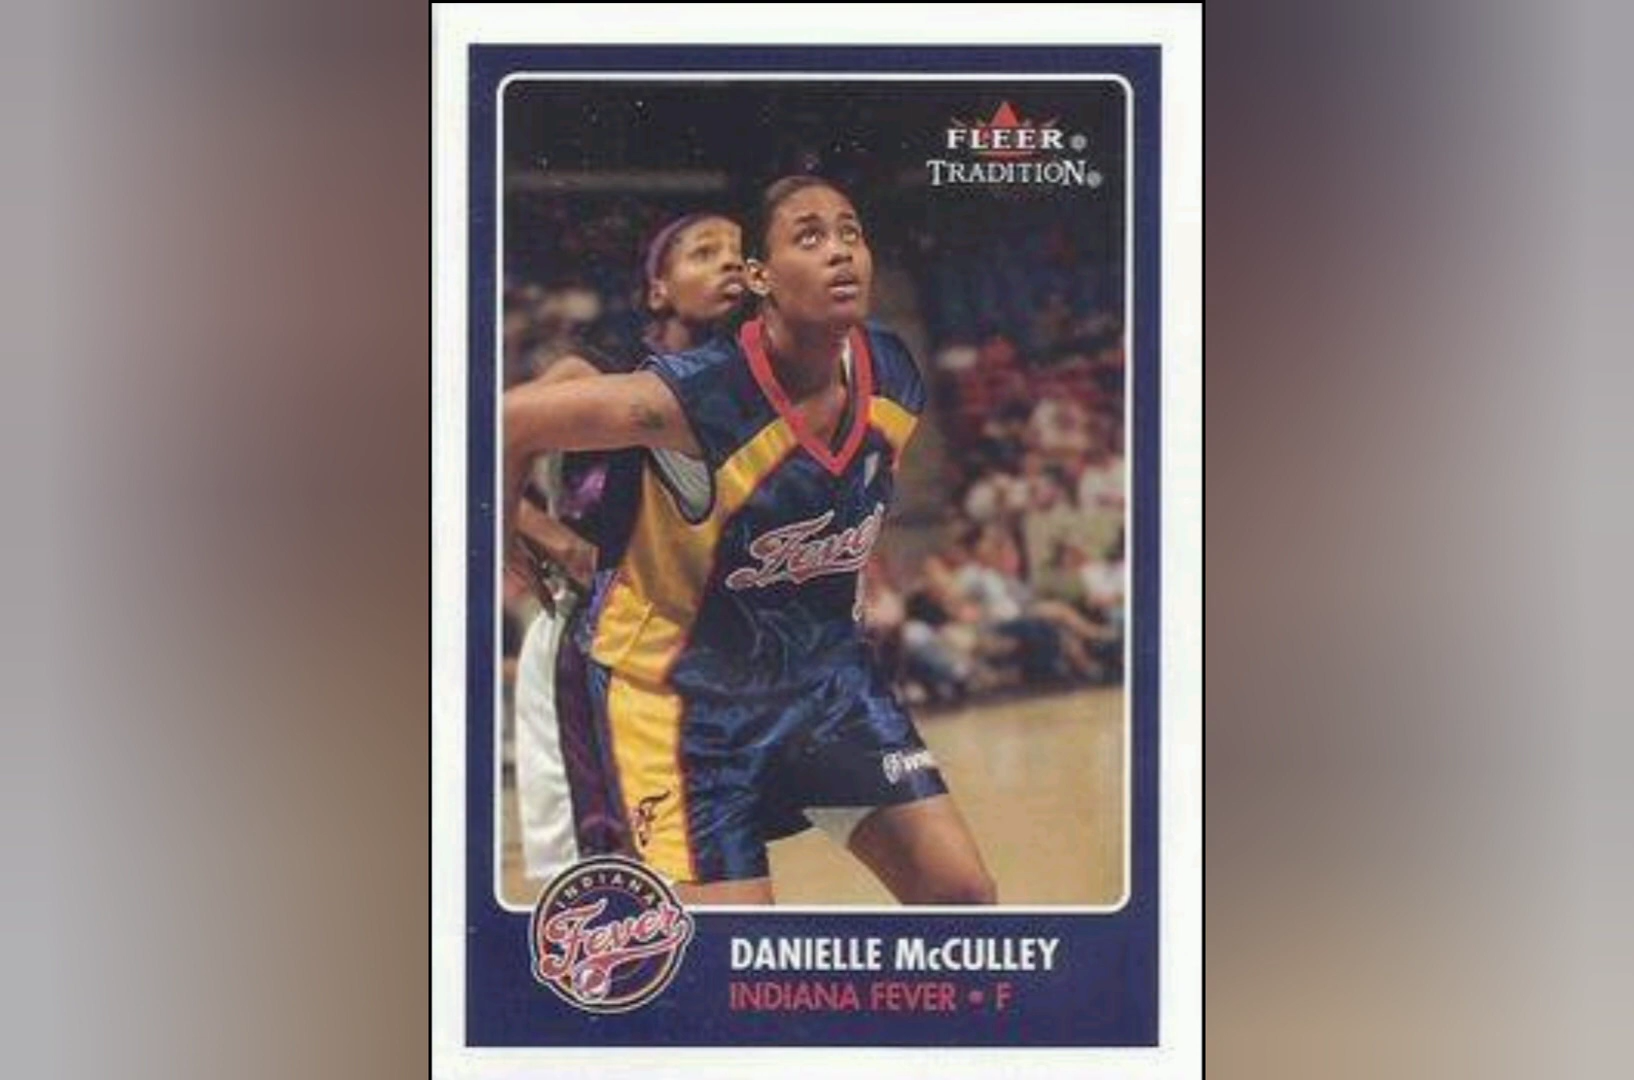 FLEER®
TRADITION®
Fever
INDIANA
Fever
DANIELLE McCULLEY
INDIANA FEVER • F